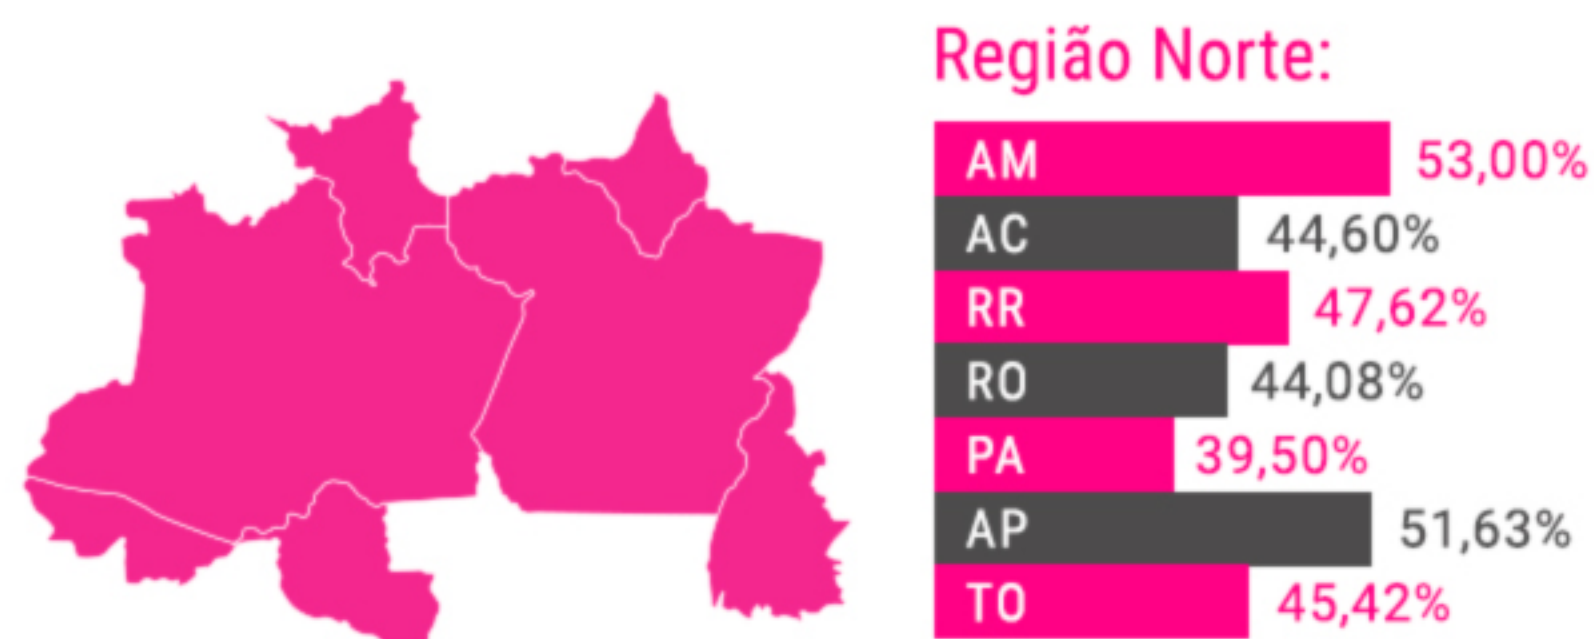 Região Norte:
AM 53,00%
AC 44,60%
RR 47,62%
RO 44,08%
PA 39,50%
AP 51,63%
TO 45,42%